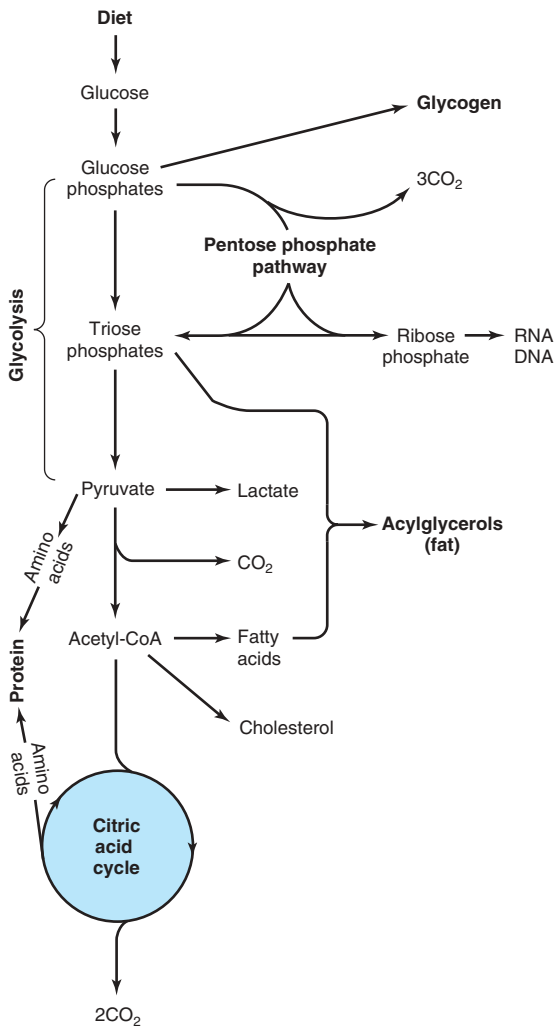 Diet
Glucose
Glycogen
Glucose
phosphates
3CO₂
Pentose phosphate
pathway
Glycolysis
Triose
phosphates
Ribose
phosphate
RNA
DNA
Pyruvate
Lactate
Acylglycerols
(fat)
Amino
acids
CO₂
Acetyl-CoA
Fatty
acids
Protein
Cholesterol
Amino
acids
Citric
acid
cycle
2CO₂